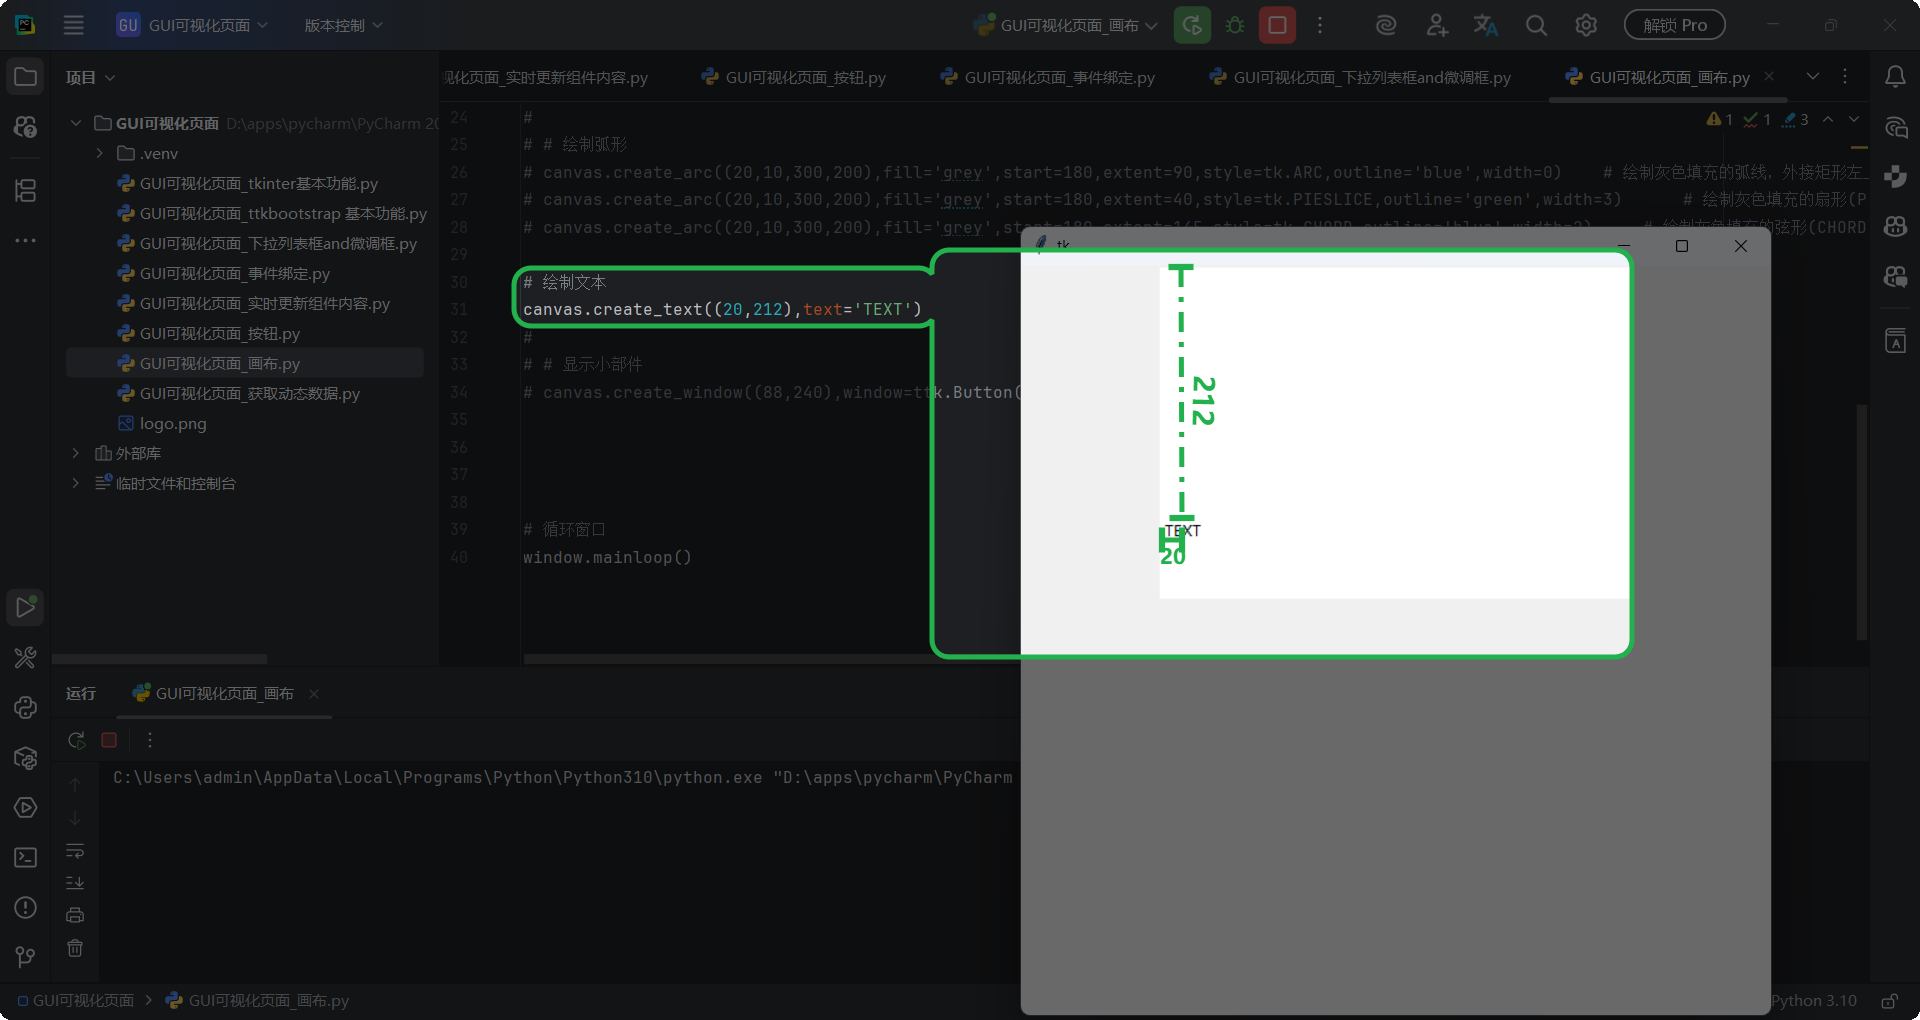 PC
GU GUI可视化页面
版本控制
GUI可视化页面_画布
解锁 Pro
项目
GUI可视化页面 D:\apps\pycharm\PyCharm 20
.venv
GUI可视化页面_tkinter基本功能.py
GUI可视化页面_ttkbootstrap 基本功能.py
GUI可视化页面_下拉列表框and微调框.py
GUI可视化页面_事件绑定.py
GUI可视化页面_实时更新组件内容.py
GUI可视化页面_按钮.py
GUI可视化页面_画布.py
GUI可视化页面_获取动态数据.py
logo.png
外部库
临时文件和控制台
视化页面_实时更新组件内容.py
GUI可视化页面_按钮.py
GUI可视化页面_事件绑定.py
GUI可视化页面_下拉列表框and微调框.py
GUI可视化页面_画布.py
1 1 3
24 #
25 # # 绘制弧形
26 # canvas.create_arc((20,10,300,200),fill='grey',start=180,extent=90,style=tk.ARC,outline='blue',width=0) # 绘制灰色填充的弧线，外接矩形左_
27 # canvas.create_arc((20,10,300,200),fill='grey',start=180,extent=40,style=tk.PIESLICE,outline='green',width=3) # 绘制灰色填充的扇形(P
28 # canvas.create_arc((20,10,300,200),fill='grey',start=180,extent=145,style=tk.CHORD,outline='blue',width=2) # 绘制灰色填充的弦形(CHORD
29
30 # 绘制文本
31 canvas.create_text((20,212),text='TEXT')
32 #
33 # # 显示小部件
34 # canvas.create_window((88,240),window=ttk.Button(
35
36
37
38
39 # 循环窗口
40 window.mainloop()
tk
212
TEXT
20
运行
GUI可视化页面_画布
C:\Users\admin\AppData\Local\Programs\Python\Python310\python.exe "D:\apps\pycharm\PyCharm
GUI可视化页面
GUI可视化页面_画布.py
Python 3.10